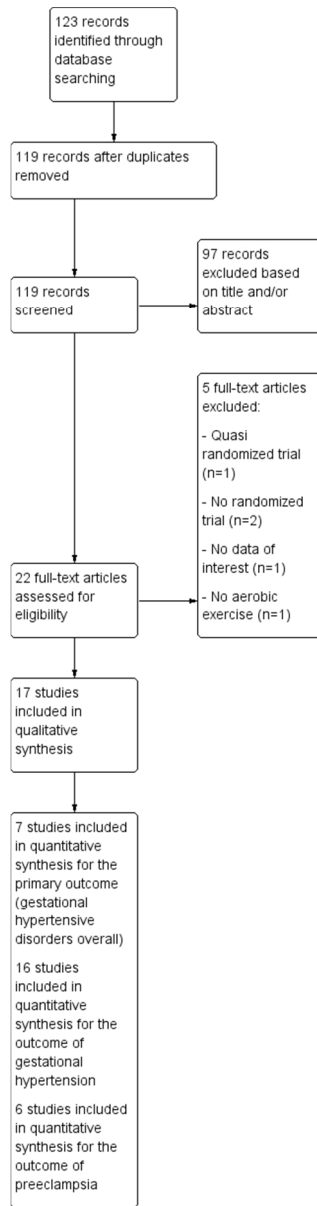 123 records
identified through
database
searching
119 records after duplicates
removed
119 records
screened
97 records
excluded based
on title and/or
abstract
5 full-text articles
excluded:
- Quasi
randomized trial
(n=1)
- No randomized
trial (n=2)
- No data of
interest (n=1)
- No aerobic
exercise (n=1)
22 full-text articles
assessed for
eligibility
17 studies
included in
qualitative
synthesis
7 studies included
in quantitative
synthesis for the
primary outcome
(gestational
hypertensive
disorders overall)
16 studies
included in
quantitative
synthesis for the
outcome of
gestational
hypertension
6 studies included
in quantitative
synthesis for the
outcome of
preeclampsia